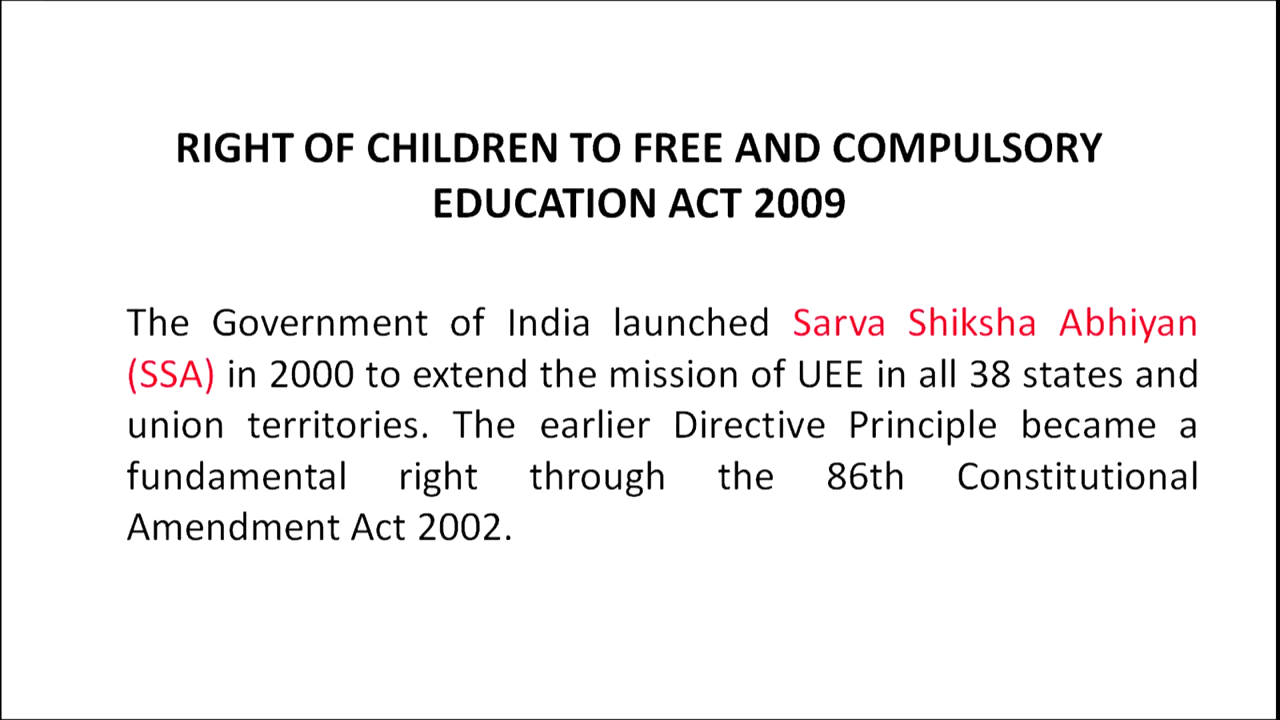 RIGHT OF CHILDREN TO FREE AND COMPULSORY
EDUCATION ACT 2009
The Government of India launched Sarva Shiksha Abhiyan
(SSA) in 2000 to extend the mission of UEE in all 38 states and
union territories. The earlier Directive Principle became a
fundamental right through the 86th Constitutional
Amendment Act 2002.